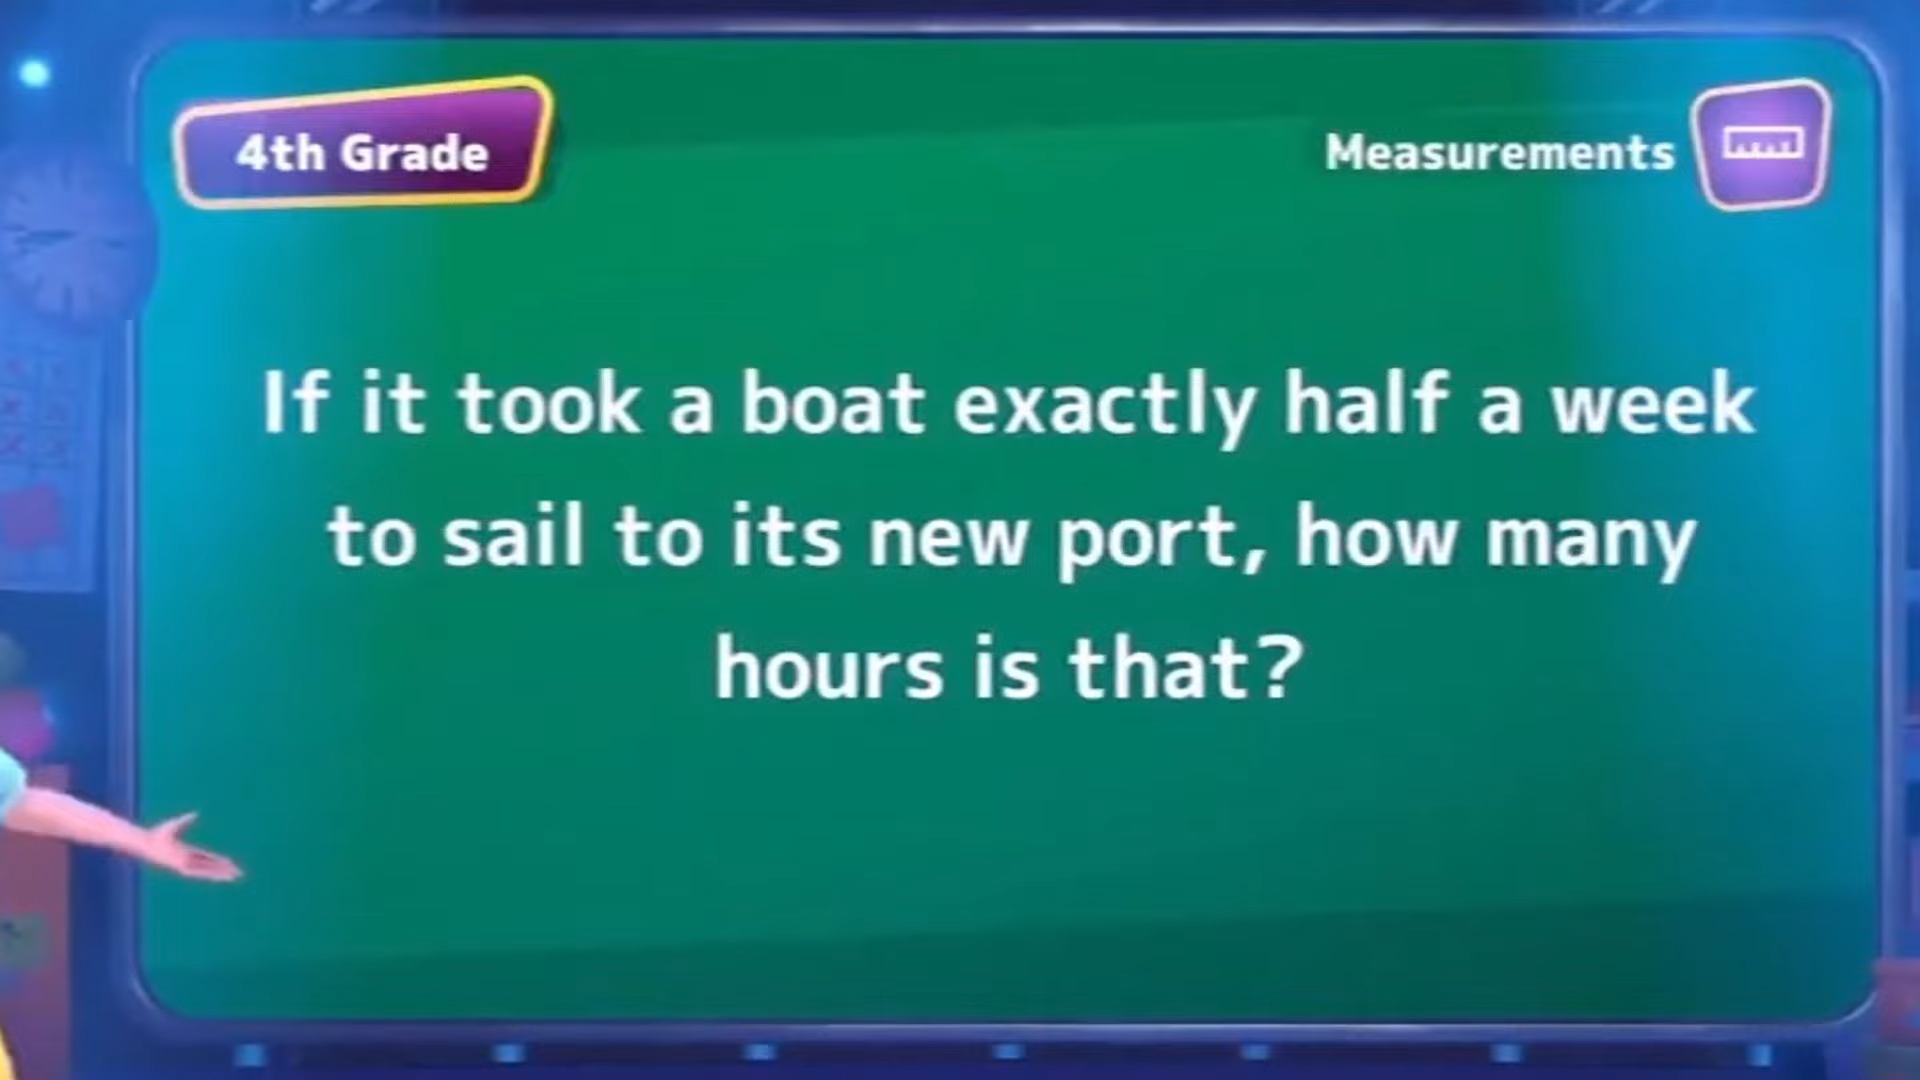 4th Grade
Measurements
If it took a boat exactly half a week
to sail to its new port, how many
hours is that?